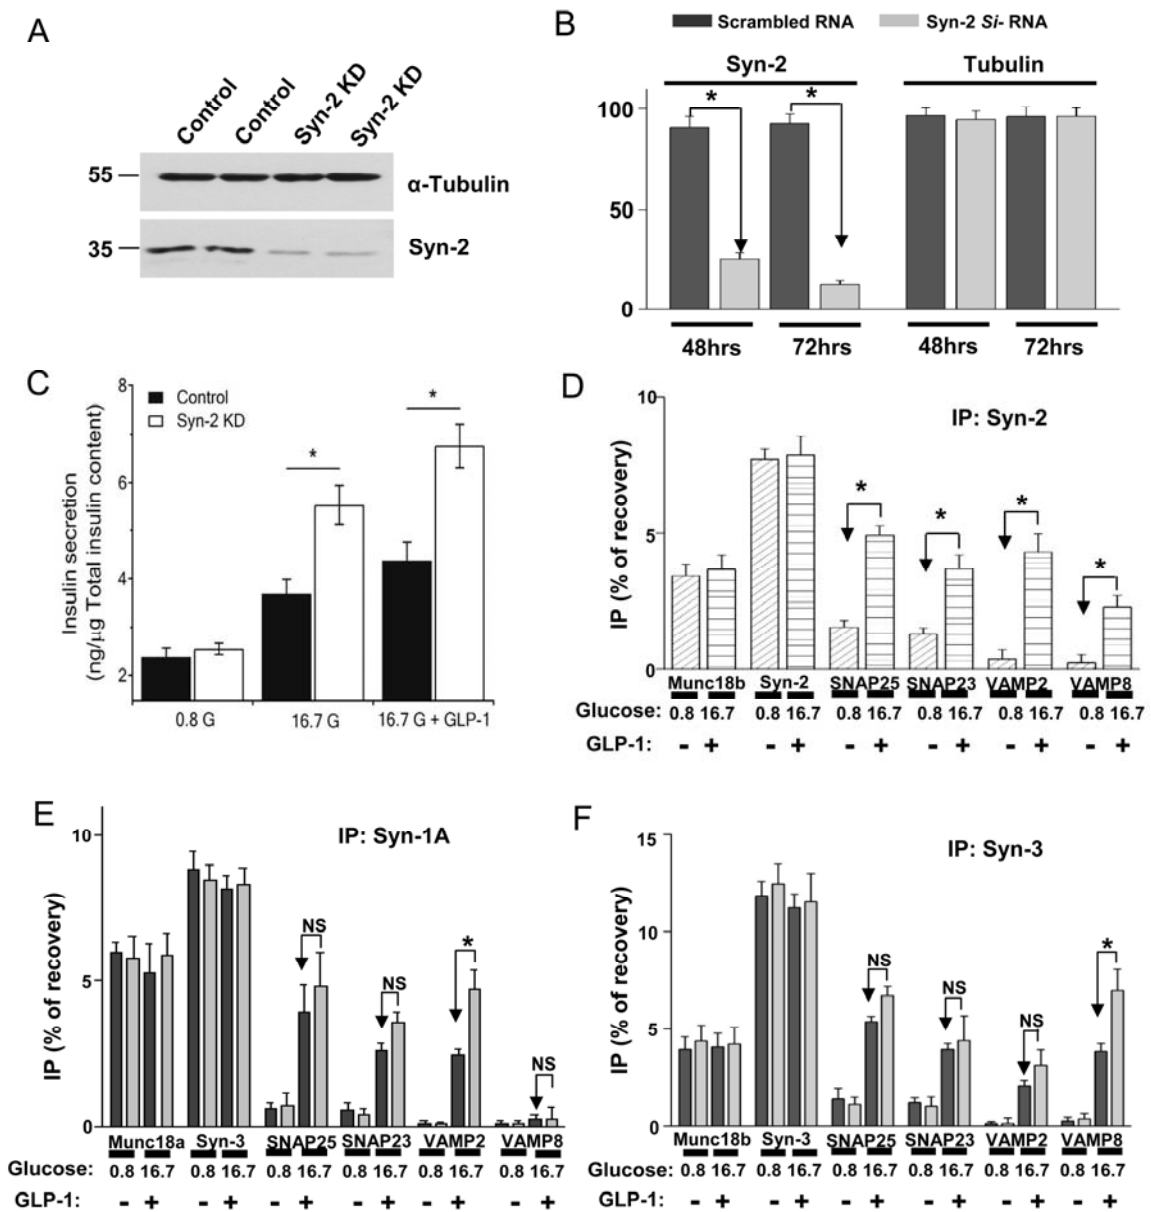 A
Control
Control
Syn-2 KD
Syn-2 KD
55
α-Tubulin
35
Syn-2
B
Scrambled RNA
Syn-2 Si- RNA
Syn-2
Tubulin
*
*
100
50
0
48hrs
72hrs
48hrs
72hrs
C
Control
Syn-2 KD
Insulin secretion
(ng/μg Total insulin content)
8
6
4
2
*
*
0.8 G
16.7 G
16.7 G + GLP-1
D
IP: Syn-2
IP (% of recovery)
10
5
0
*
*
*
*
Munc18b Syn-2 SNAP25 SNAP23 VAMP2 VAMP8
Glucose: 0.8 16.7 0.8 16.7 0.8 16.7 0.8 16.7 0.8 16.7 0.8 16.7
GLP-1: - + - + - + - + - + - +
E
IP: Syn-1A
IP (% of recovery)
10
5
0
NS
NS
*
NS
Munc18a Syn-3 SNAP25 SNAP23 VAMP2 VAMP8
Glucose: 0.8 16.7 0.8 16.7 0.8 16.7 0.8 16.7 0.8 16.7 0.8 16.7
GLP-1: - + - + - + - + - + - +
F
IP: Syn-3
IP (% of recovery)
15
10
5
0
NS
NS
NS
*
Munc18b Syn-3 SNAP25 SNAP23 VAMP2 VAMP8
Glucose: 0.8 16.7 0.8 16.7 0.8 16.7 0.8 16.7 0.8 16.7 0.8 16.7
GLP-1: - + - + - + - + - + - +